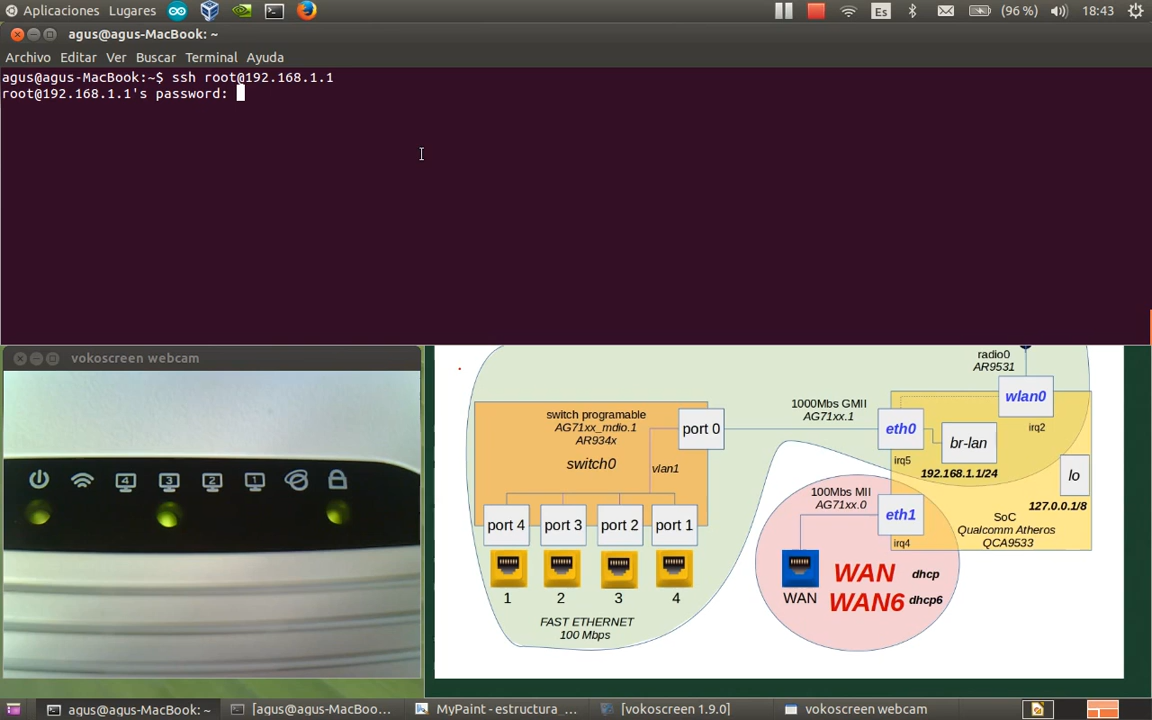 Aplicaciones Lugares Es (96 %) 18:43
agus@agus-MacBook: ~
Archivo Editar Ver Buscar Terminal Ayuda
agus@agus-MacBook:~$ ssh root@192.168.1.1
root@192.168.1.1's password:
vokoscreen webcam
4 3 2 1
radio0
AR9531
wlan0
irq2
switch programable
AG71xx_mdio.1
AR934x
switch0
port 0
vlan1
1000Mbs GMII
AG71xx.1
eth0
irq5
br-lan
192.168.1.1/24
lo
127.0.0.1/8
100Mbs MII
AG71xx.0
eth1
irq4
SoC
Qualcomm Atheros
QCA9533
port 4 port 3 port 2 port 1
1 2 3 4
FAST ETHERNET
100 Mbps
WAN
WAN dhcp
WAN6 dhcp6
agus@agus-MacBook: ~ [agus@agus-MacBoo... MyPaint - estructura_... [vokoscreen 1.9.0] vokoscreen webcam